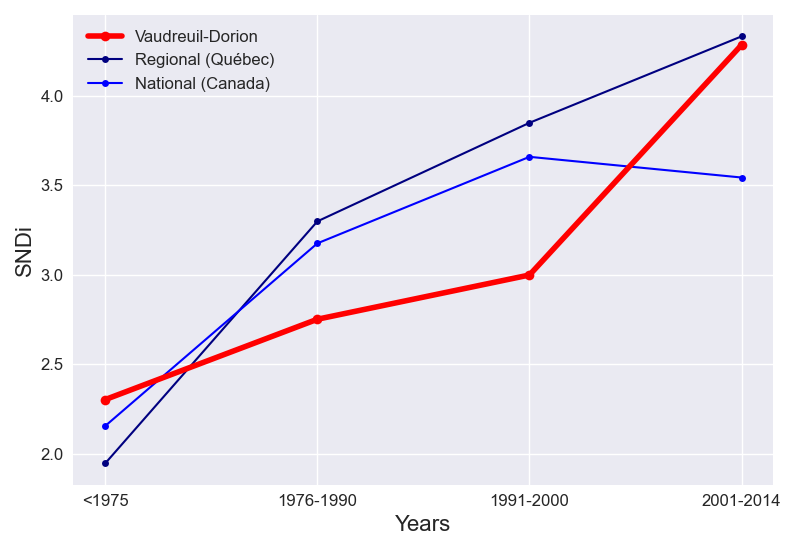 Vaudreuil-Dorion
Regional (Québec)
National (Canada)
4.0
3.5
3.0
2.5
2.0
SNDi
<1975
1976-1990
1991-2000
2001-2014
Years